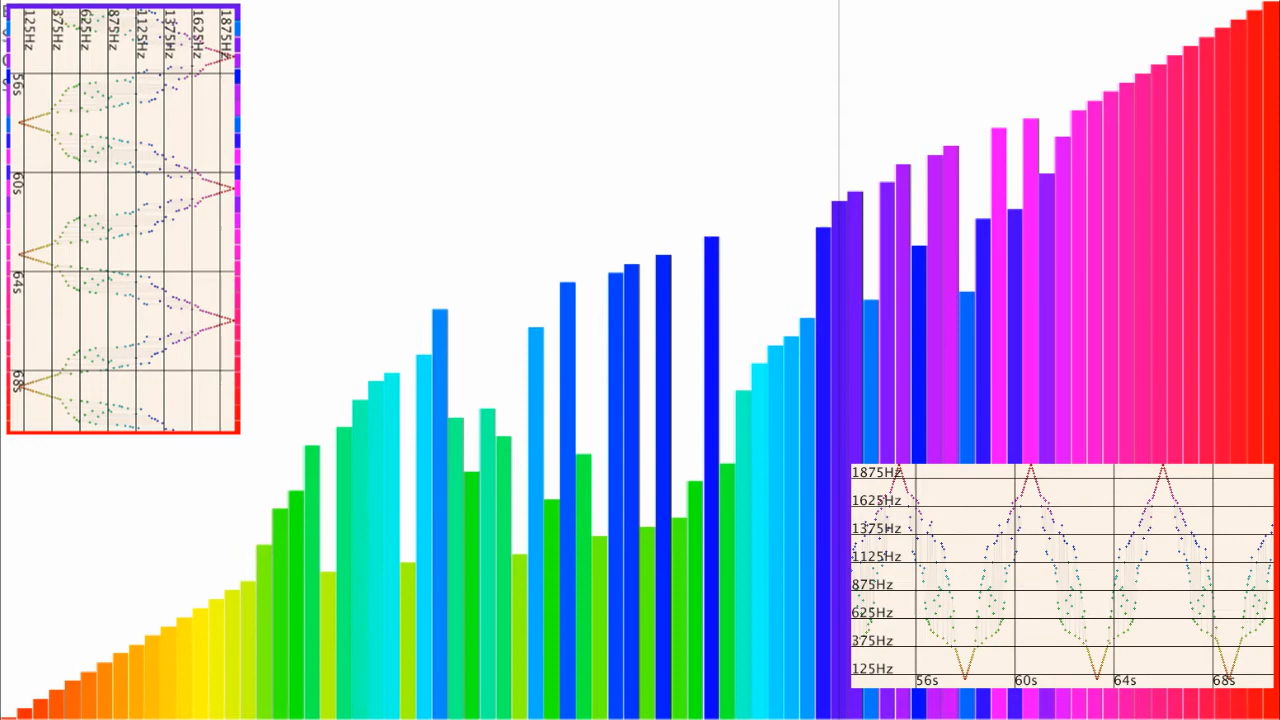 125Hz
375Hz
625Hz
875Hz
1125Hz
1375Hz
1625Hz
1875Hz
56s
60s
64s
68s
1875Hz
1625Hz
1375Hz
1125Hz
875Hz
625Hz
375Hz
125Hz
56s
60s
64s
68s